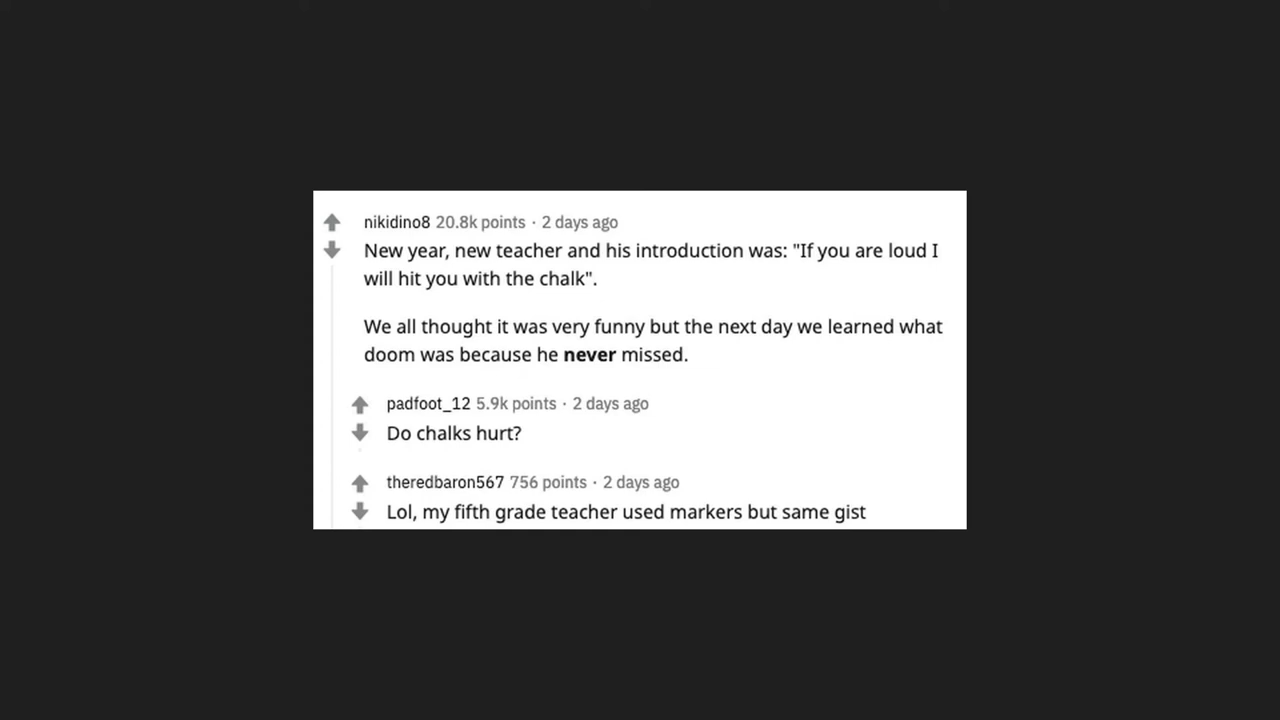 nikidino8 20.8k points · 2 days ago
New year, new teacher and his introduction was: "If you are loud I
will hit you with the chalk".
We all thought it was very funny but the next day we learned what
doom was because he never missed.
padfoot_12 5.9k points · 2 days ago
Do chalks hurt?
theredbaron567 756 points · 2 days ago
Lol, my fifth grade teacher used markers but same gist